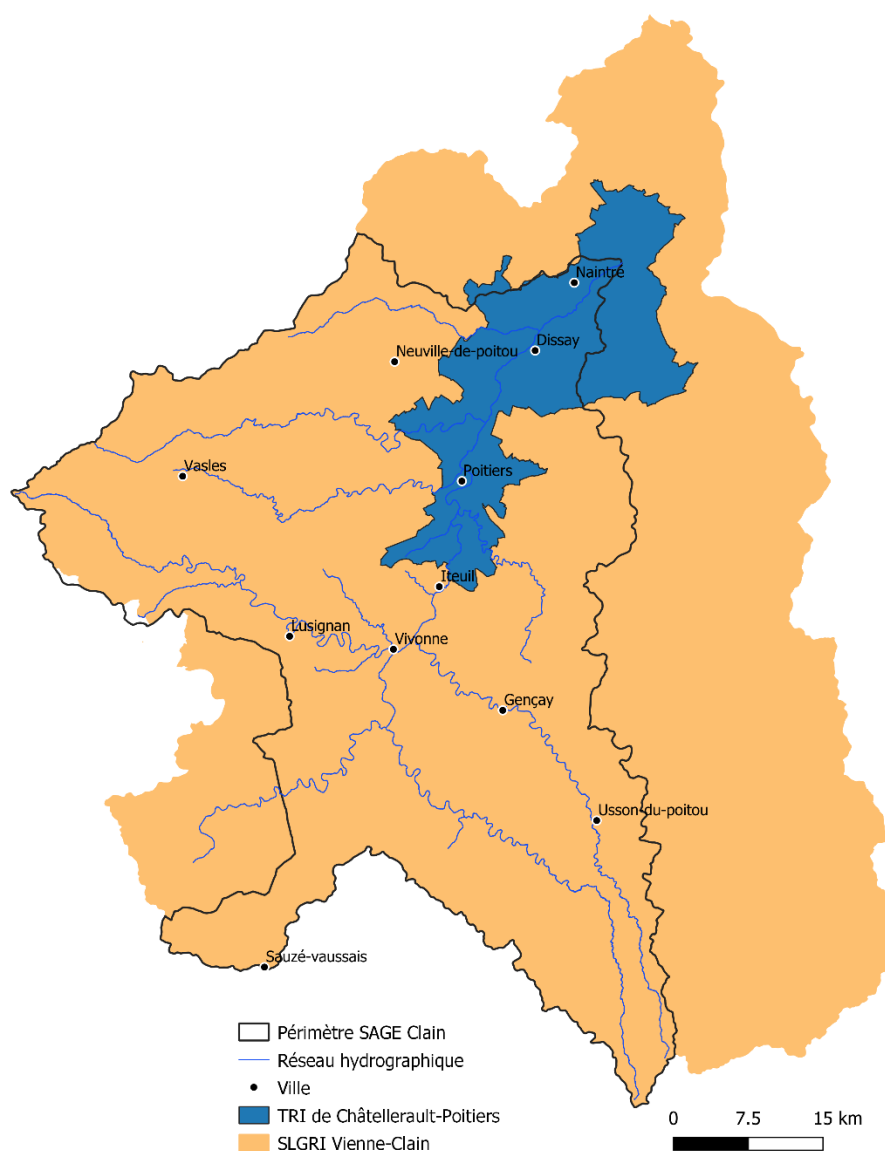 Naintré
Dissay
Neuville-de-poitou
Vasles
Poitiers
Iteuil
Lusignan
Vivonne
Gençay
Usson-du-poitou
Sauzé-vaussais
Périmètre SAGE Clain
Réseau hydrographique
Ville
TRI de Châtellerault-Poitiers
SLGRI Vienne-Clain
0 7.5 15 km